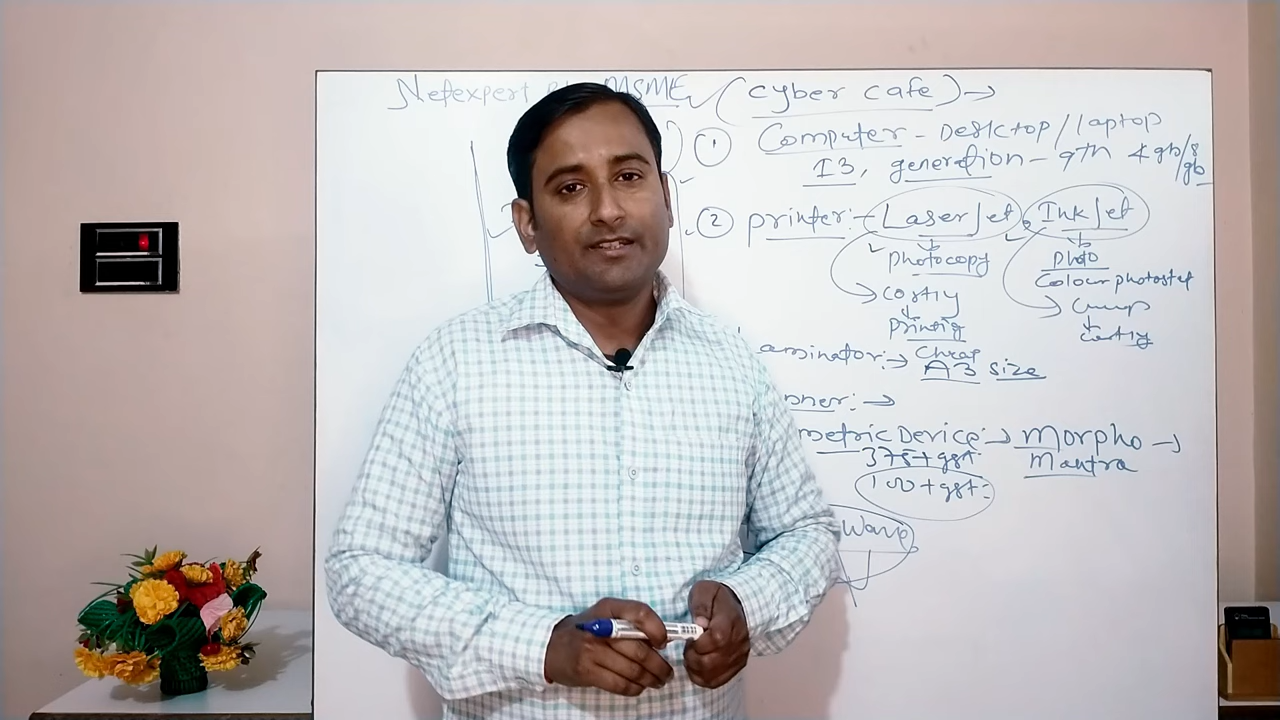 Netexpert MSME (cyber cafe) →
① Computer - Desktop/laptop
I3, generation - 9th 4gb/8gb
② printer:- LaserJet, InkJet
photocopy
costly
printing
cheap
photo
Colour photostat
cheap
costly
aminator:→ A3 size
nner:→
metric Device:→ Morpho →
Mantra
375+gst
100+gst